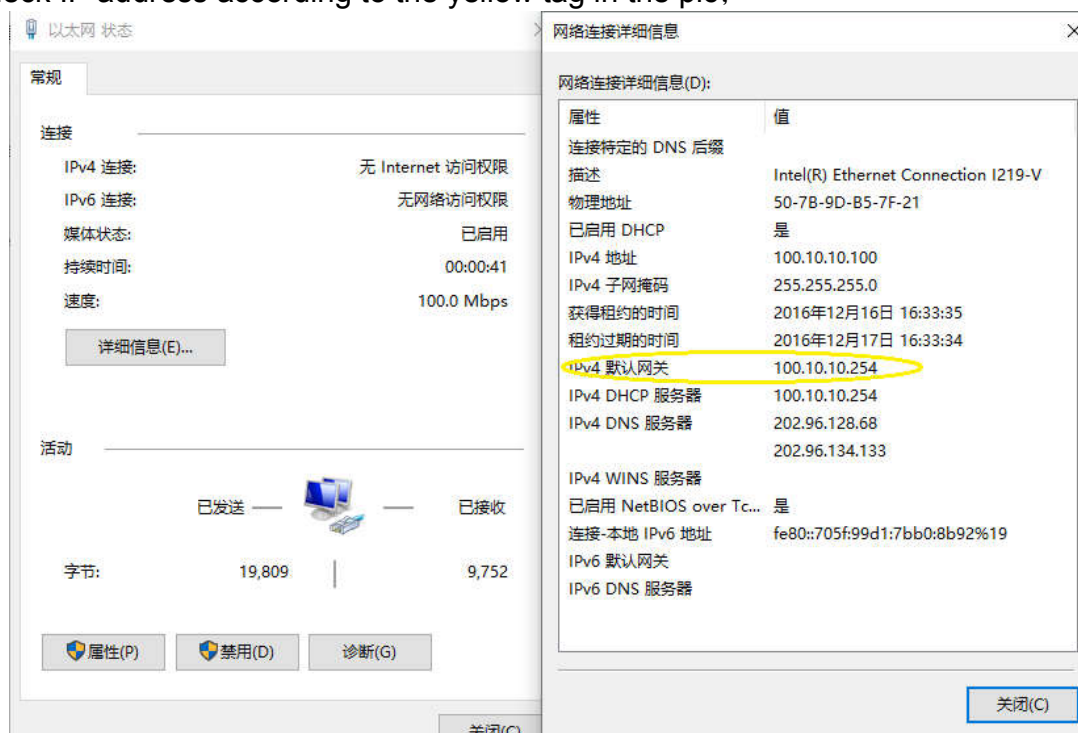 IP address according to the yellow tag in the pic,
以太网 状态
常规
连接
IPv4 连接: 无 Internet 访问权限
IPv6 连接: 无网络访问权限
媒体状态: 已启用
持续时间: 00:00:41
速度: 100.0 Mbps
详细信息(E)...
活动
已发送 — — 已接收
字节: 19,809 9,752
属性(P) 禁用(D) 诊断(G)
关闭(C)
网络连接详细信息
网络连接详细信息(D):
属性 值
连接特定的 DNS 后缀
描述 Intel(R) Ethernet Connection I219-V
物理地址 50-7B-9D-B5-7F-21
已启用 DHCP 是
IPv4 地址 100.10.10.100
IPv4 子网掩码 255.255.255.0
获得租约的时间 2016年12月16日 16:33:35
租约过期的时间 2016年12月17日 16:33:34
IPv4 默认网关 100.10.10.254
IPv4 DHCP 服务器 100.10.10.254
IPv4 DNS 服务器 202.96.128.68
202.96.134.133
IPv4 WINS 服务器
已启用 NetBIOS over Tc... 是
连接-本地 IPv6 地址 fe80::705f:99d1:7bb0:8b92%19
IPv6 默认网关
IPv6 DNS 服务器
关闭(C)